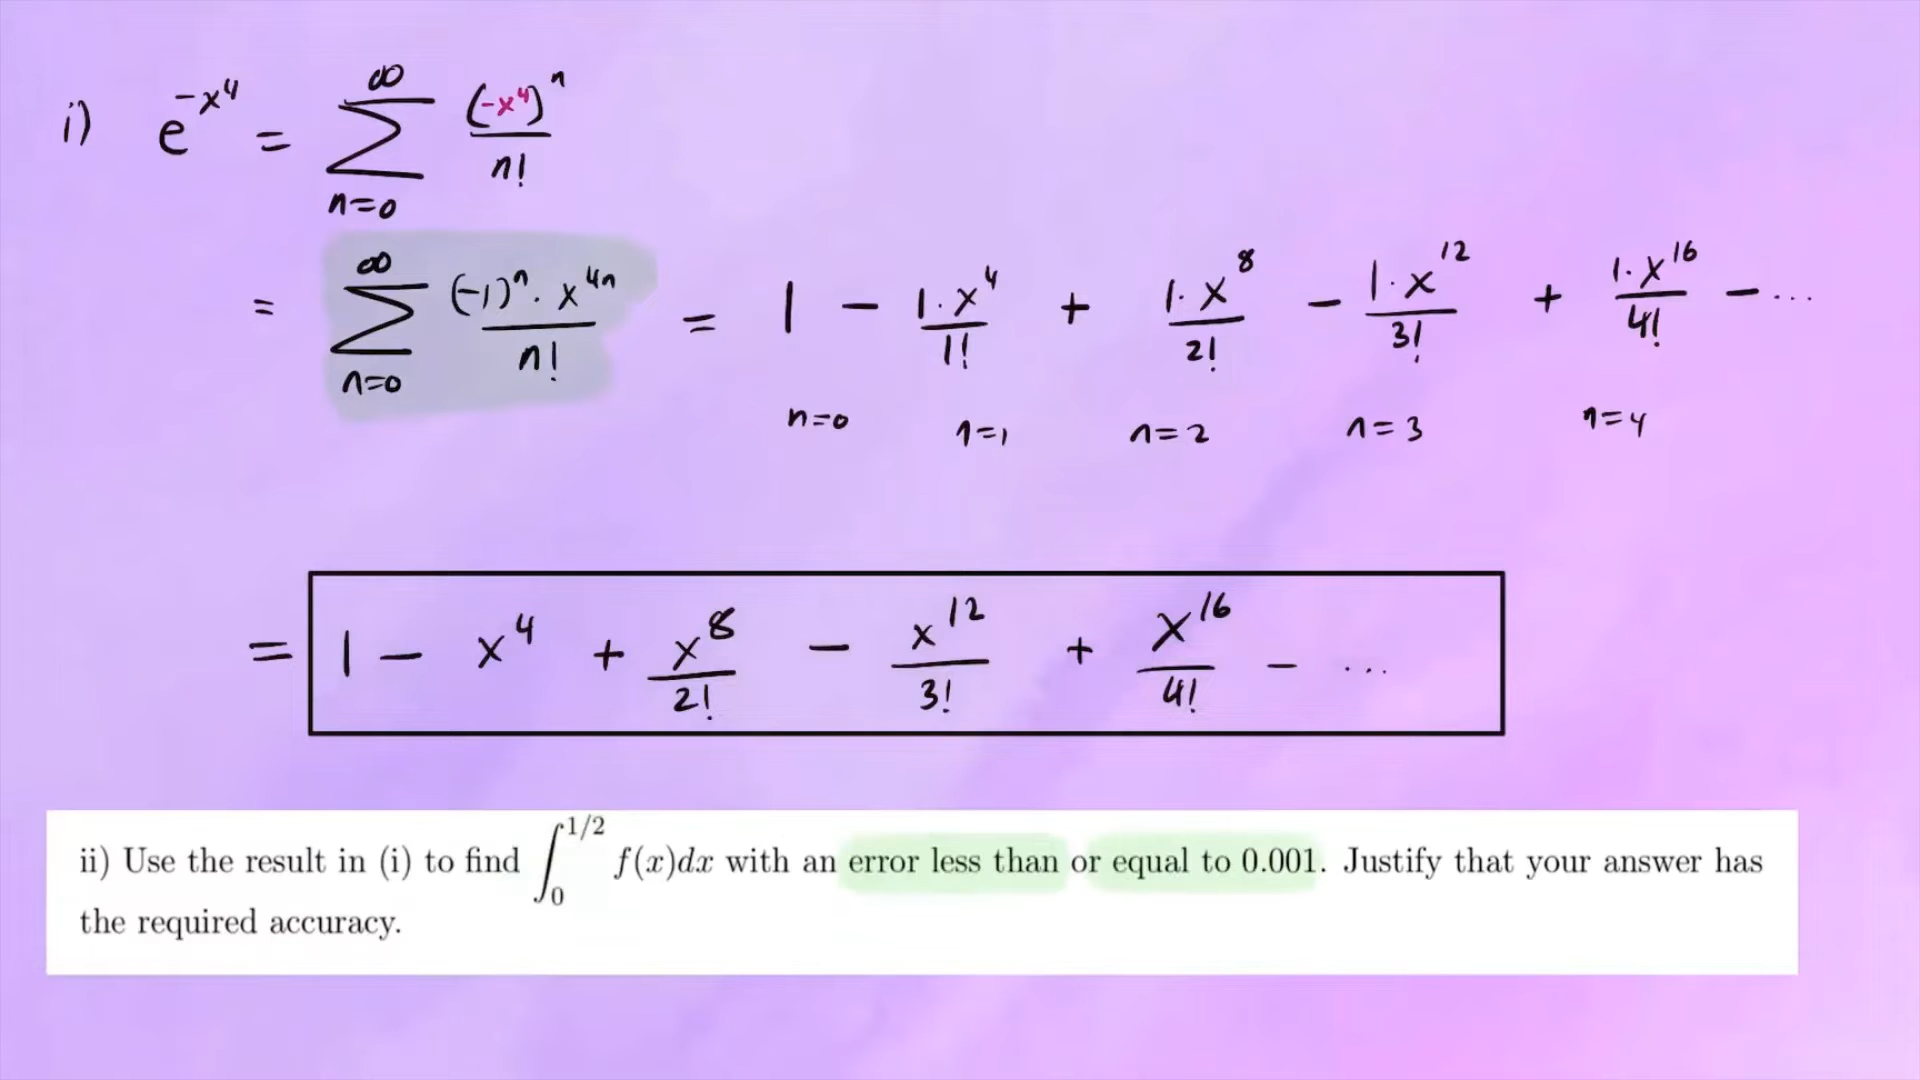 i) e^{-x^4} = \sum_{n=0}^{\infty} \frac{(-x^4)^n}{n!}
= \sum_{n=0}^{\infty} \frac{(-1)^n \cdot x^{4n}}{n!} = 1 - \frac{1 \cdot x^4}{1!} + \frac{1 \cdot x^8}{2!} - \frac{1 \cdot x^{12}}{3!} + \frac{1 \cdot x^{16}}{4!} - ...
n=0 n=1 n=2 n=3 n=4
= 1 - x^4 + \frac{x^8}{2!} - \frac{x^{12}}{3!} + \frac{x^{16}}{4!} - ...
ii) Use the result in (i) to find \int_0^{1/2} f(x)dx with an error less than or equal to 0.001. Justify that your answer has
the required accuracy.